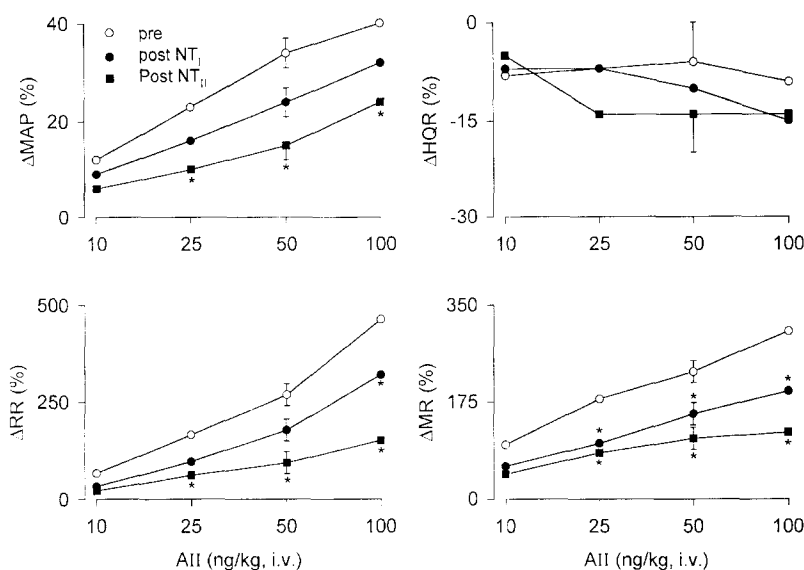 40
20
0
ΔMAP (%)
pre
post NT_I
Post NT_II
*
*
*
10 25 50 100
0
-15
-30
ΔHQR (%)
10 25 50 100
500
250
0
ΔRR (%)
*
*
*
*
10 25 50 100
AII (ng/kg, i.v.)
350
175
0
ΔMR (%)
*
*
*
*
*
*
10 25 50 100
AII (ng/kg, i.v.)